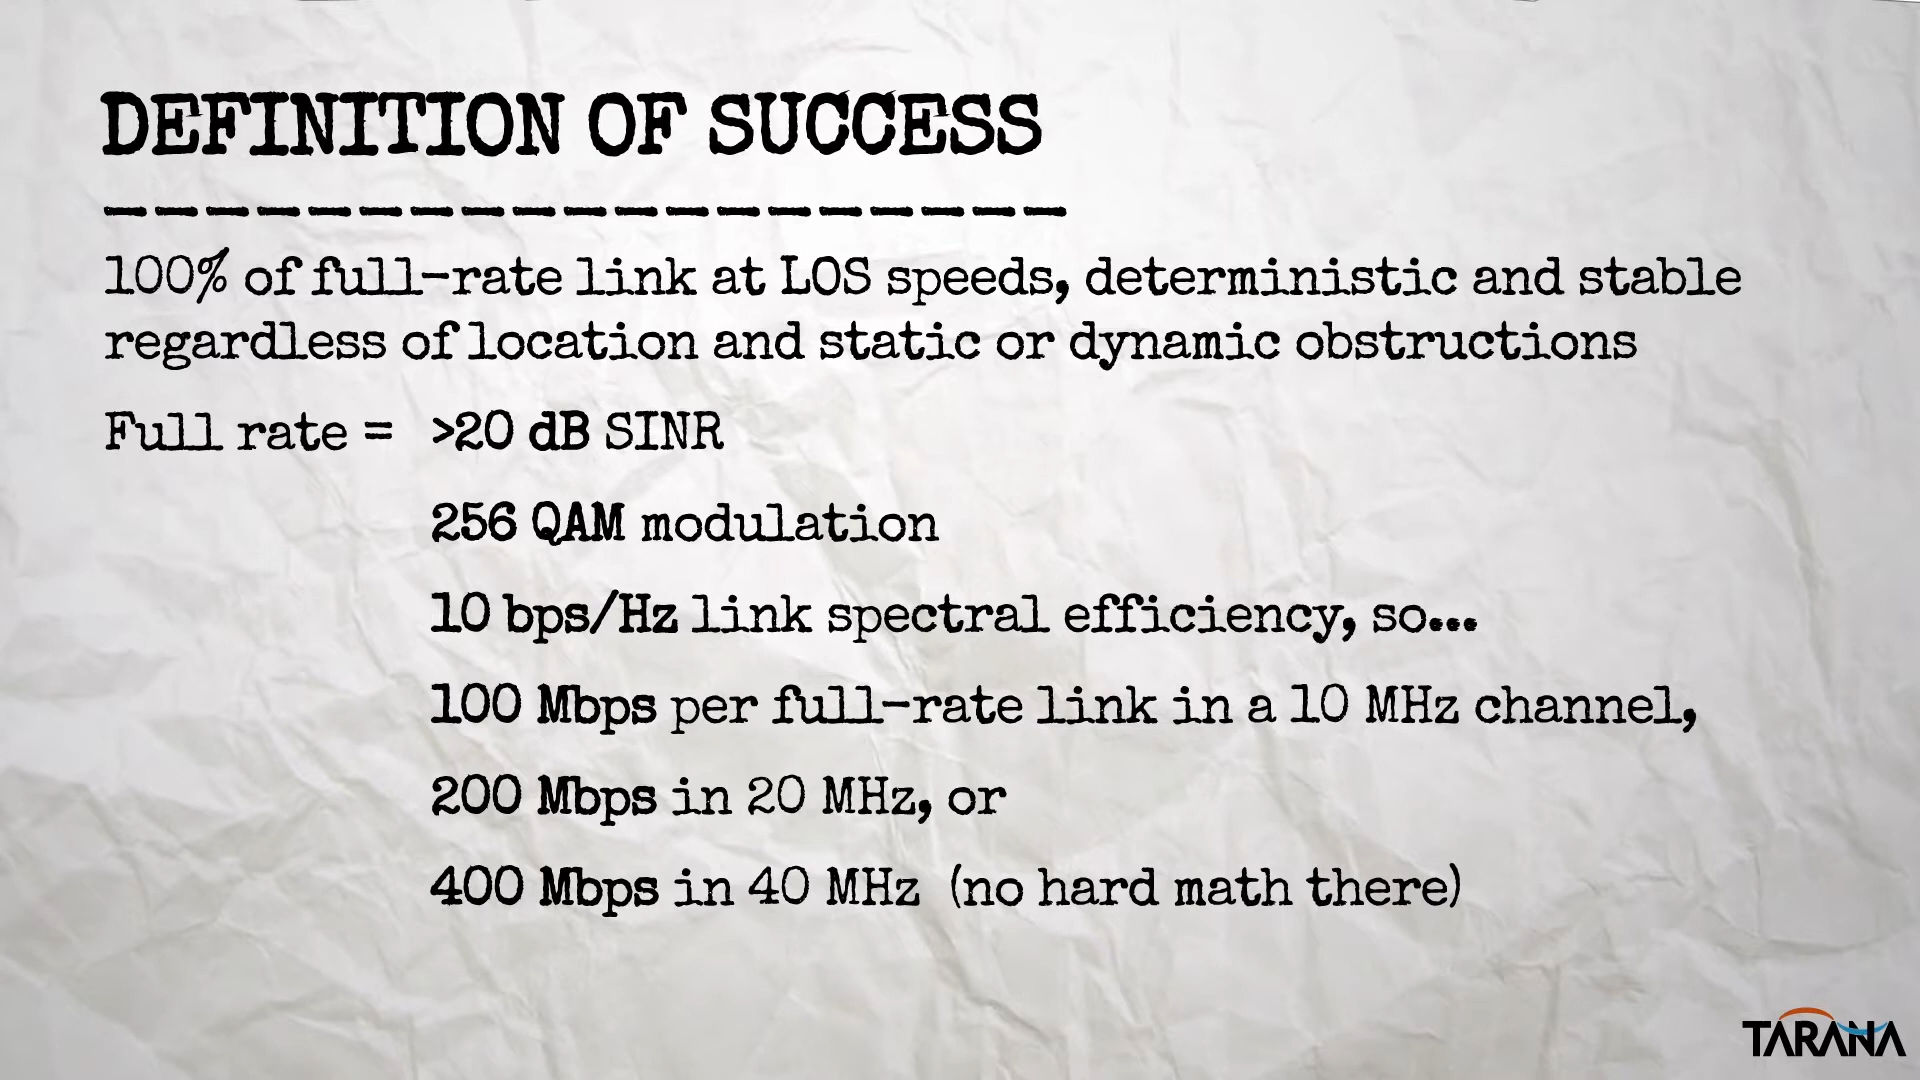 DEFINITION OF SUCCESS
100% of full-rate link at LOS speeds, deterministic and stable
regardless of location and static or dynamic obstructions
Full rate = >20 dB SINR
256 QAM modulation
10 bps/Hz link spectral efficiency, so...
100 Mbps per full-rate link in a 10 MHz channel,
200 Mbps in 20 MHz, or
400 Mbps in 40 MHz (no hard math there)
TARANA